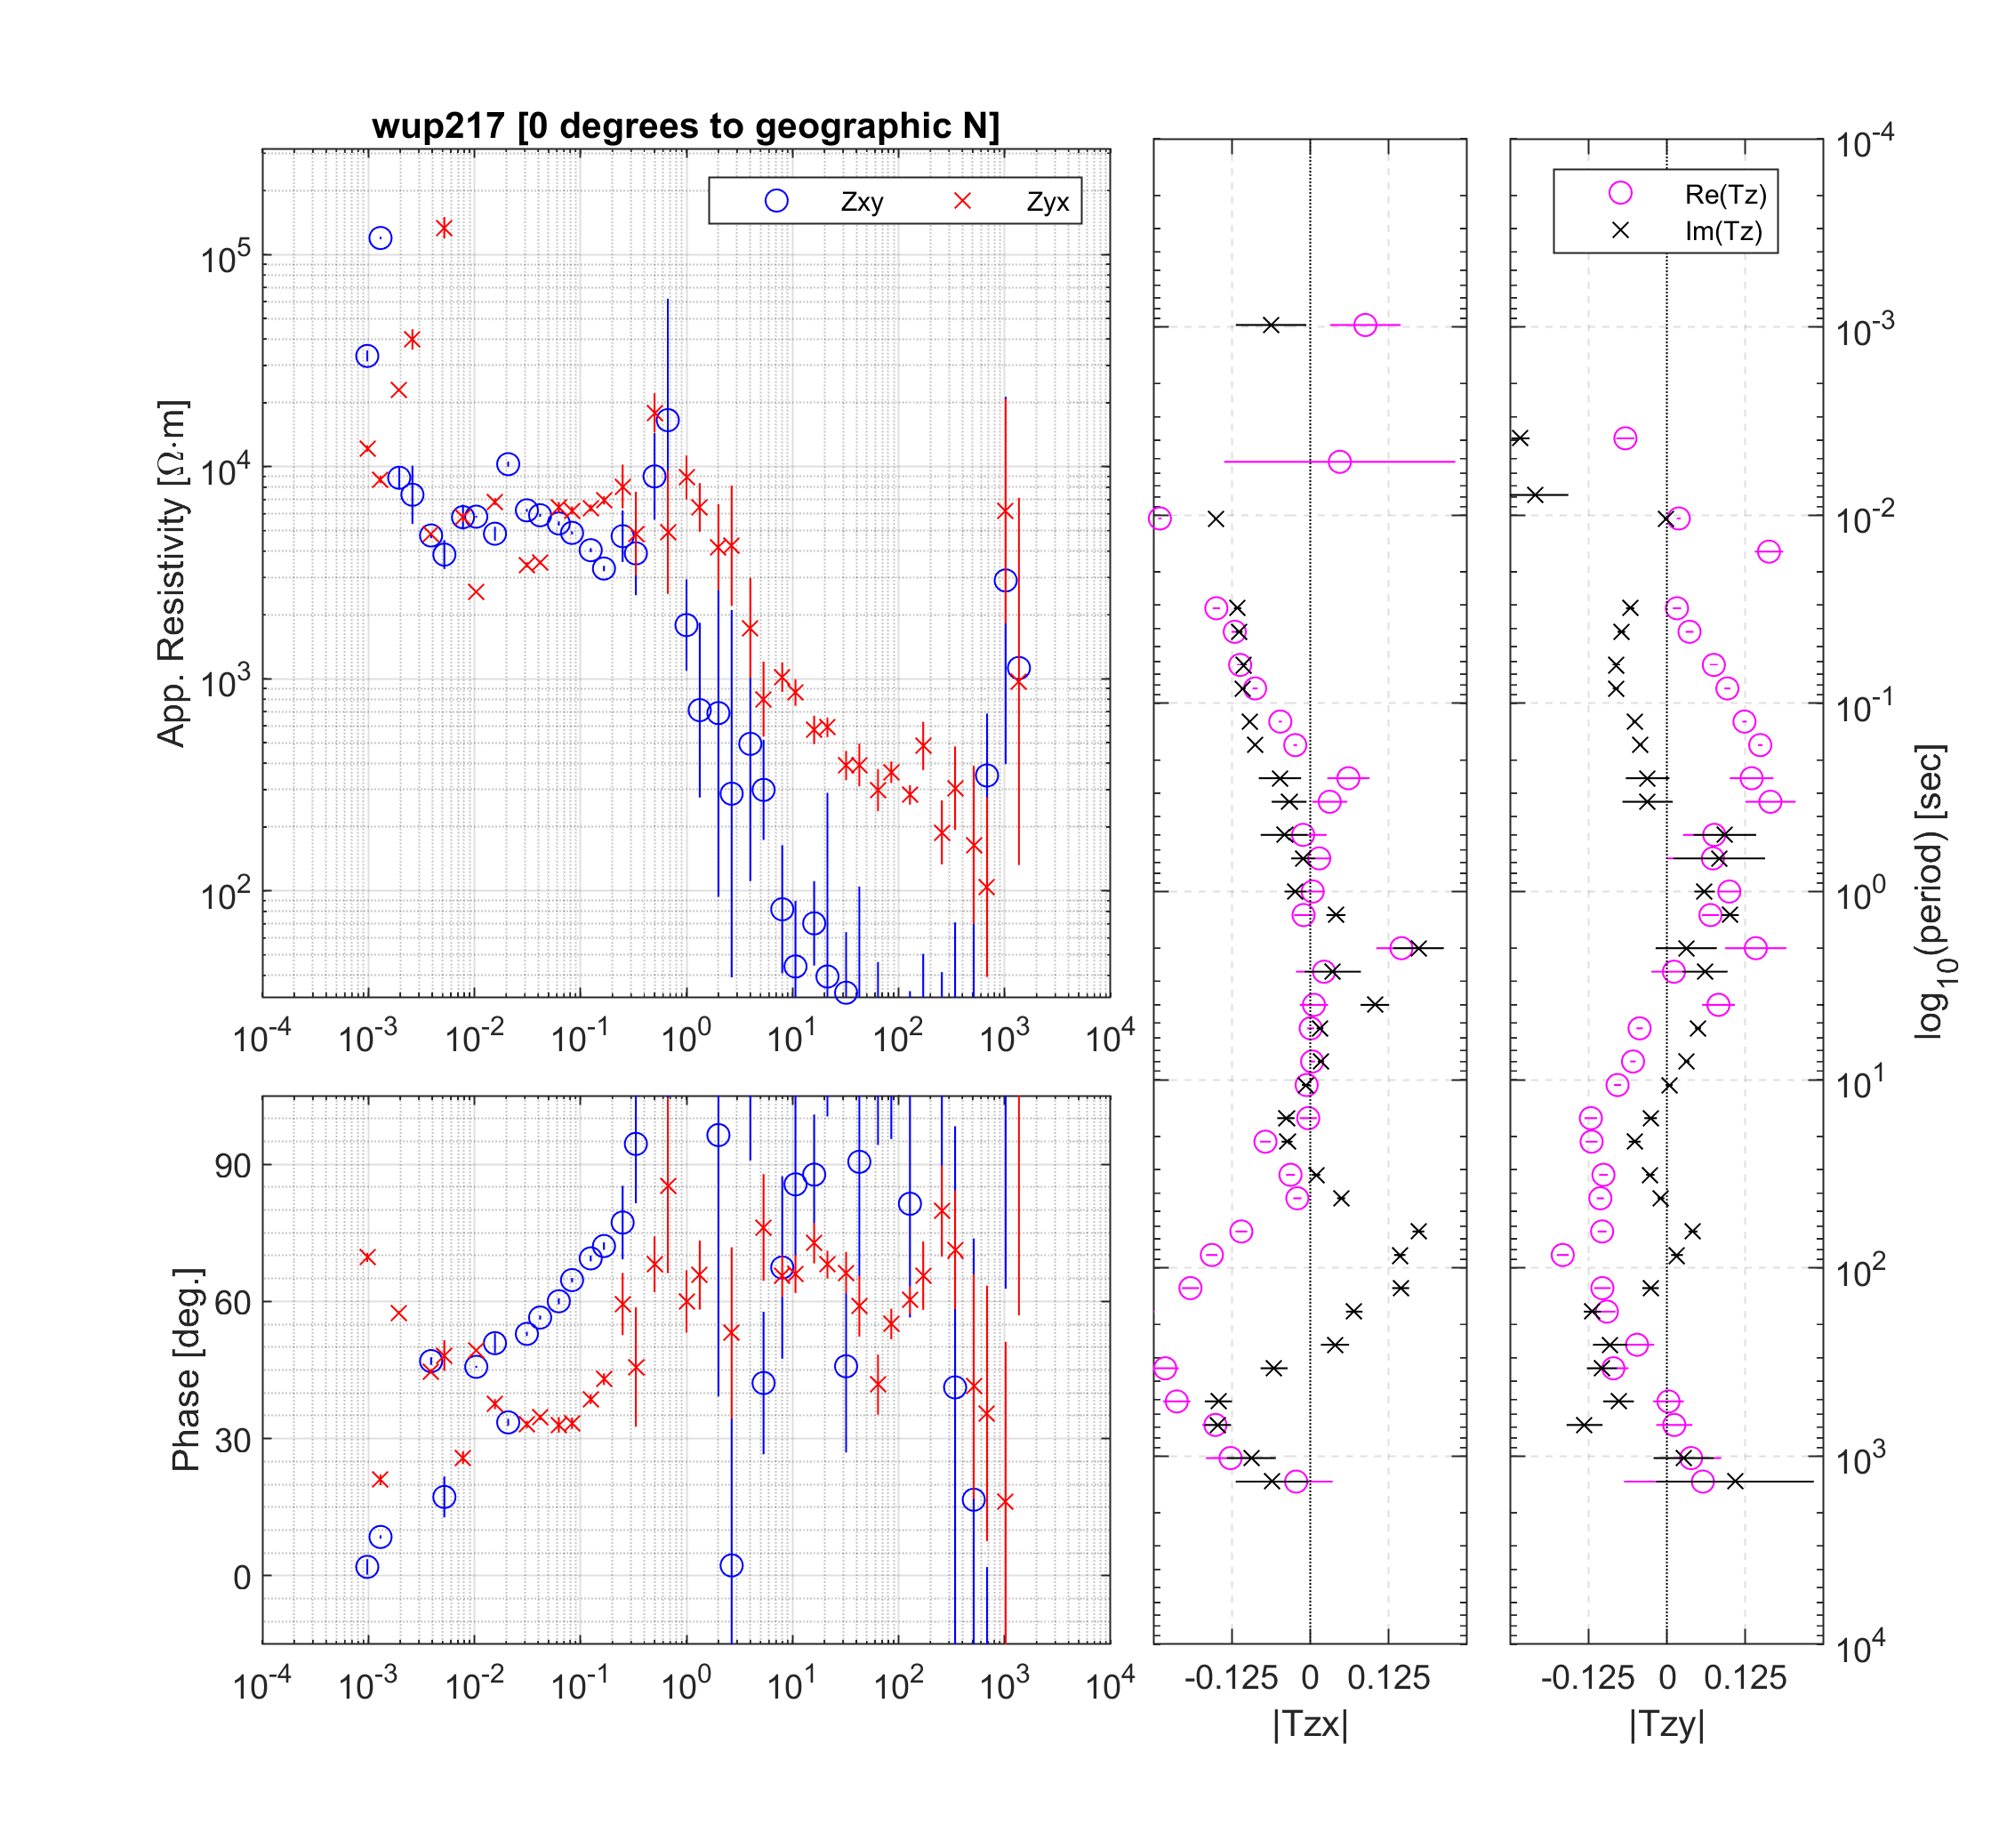 wup217 [0 degrees to geographic N]
Zxy Zyx
App. Resistivity [Ω·m]
10^5
10^4
10^3
10^2
10^-4 10^-3 10^-2 10^-1 10^0 10^1 10^2 10^3 10^4
Phase [deg.]
90
60
30
0
10^-4 10^-3 10^-2 10^-1 10^0 10^1 10^2 10^3 10^4
-0.125 0 0.125
|Tzx|
Re(Tz)
Im(Tz)
10^-4
10^-3
10^-2
10^-1
10^0
10^1
10^2
10^3
10^4
log10(period) [sec]
-0.125 0 0.125
|Tzy|